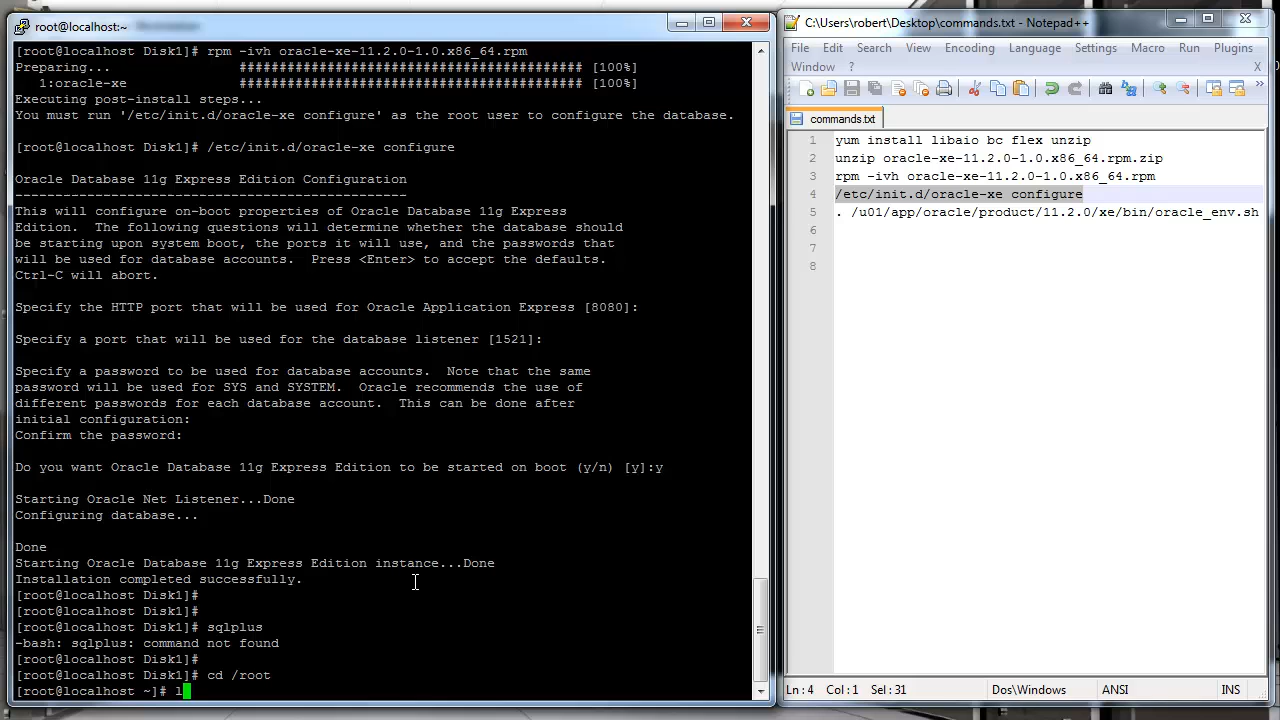 root@localhost:~
[root@localhost Disk1]# rpm -ivh oracle-xe-11.2.0-1.0.x86_64.rpm
Preparing... ########################################### [100%]
1:oracle-xe ########################################### [100%]
Executing post-install steps...
You must run '/etc/init.d/oracle-xe configure' as the root user to configure the database.
[root@localhost Disk1]# /etc/init.d/oracle-xe configure
Oracle Database 11g Express Edition Configuration
-------------------------------------------------
This will configure on-boot properties of Oracle Database 11g Express
Edition.  The following questions will determine whether the database should
be starting upon system boot, the ports it will use, and the passwords that
will be used for database accounts.  Press <Enter> to accept the defaults.
Ctrl-C will abort.
Specify the HTTP port that will be used for Oracle Application Express [8080]:
Specify a port that will be used for the database listener [1521]:
Specify a password to be used for database accounts.  Note that the same
password will be used for SYS and SYSTEM.  Oracle recommends the use of
different passwords for each database account.  This can be done after
initial configuration:
Confirm the password:
Do you want Oracle Database 11g Express Edition to be started on boot (y/n) [y]:y
Starting Oracle Net Listener...Done
Configuring database...
Done
Starting Oracle Database 11g Express Edition instance...Done
Installation completed successfully.
[root@localhost Disk1]#
[root@localhost Disk1]#
[root@localhost Disk1]# sqlplus
-bash: sqlplus: command not found
[root@localhost Disk1]#
[root@localhost Disk1]# cd /root
[root@localhost ~]# l
C:\Users\robert\Desktop\commands.txt - Notepad++
File Edit Search View Encoding Language Settings Macro Run Plugins
Window ? X
commands.txt
1 yum install libaio bc flex unzip
2 unzip oracle-xe-11.2.0-1.0.x86_64.rpm.zip
3 rpm -ivh oracle-xe-11.2.0-1.0.x86_64.rpm
4 /etc/init.d/oracle-xe configure
5 . /u01/app/oracle/product/11.2.0/xe/bin/oracle_env.sh
6
7
8
Ln:4 Col:1 Sel:31 Dos\Windows ANSI INS